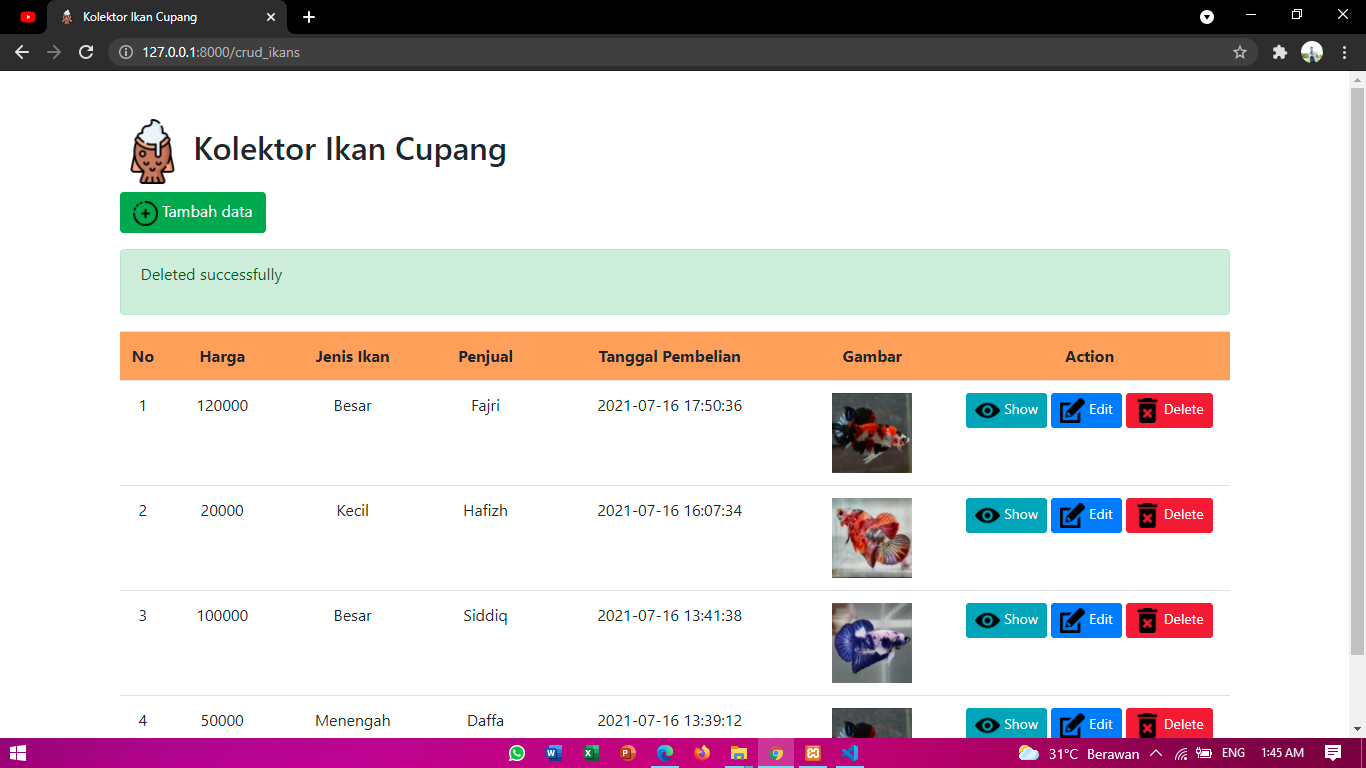 Kolektor Ikan Cupang
127.0.0.1:8000/crud_ikans
Kolektor Ikan Cupang
Tambah data
Deleted successfully
No Harga Jenis Ikan Penjual Tanggal Pembelian Gambar Action
1 120000 Besar Fajri 2021-07-16 17:50:36 Show Edit Delete
2 20000 Kecil Hafizh 2021-07-16 16:07:34 Show Edit Delete
3 100000 Besar Siddiq 2021-07-16 13:41:38 Show Edit Delete
4 50000 Menengah Daffa 2021-07-16 13:39:12 Show Edit Delete
31°C Berawan ENG 1:45 AM